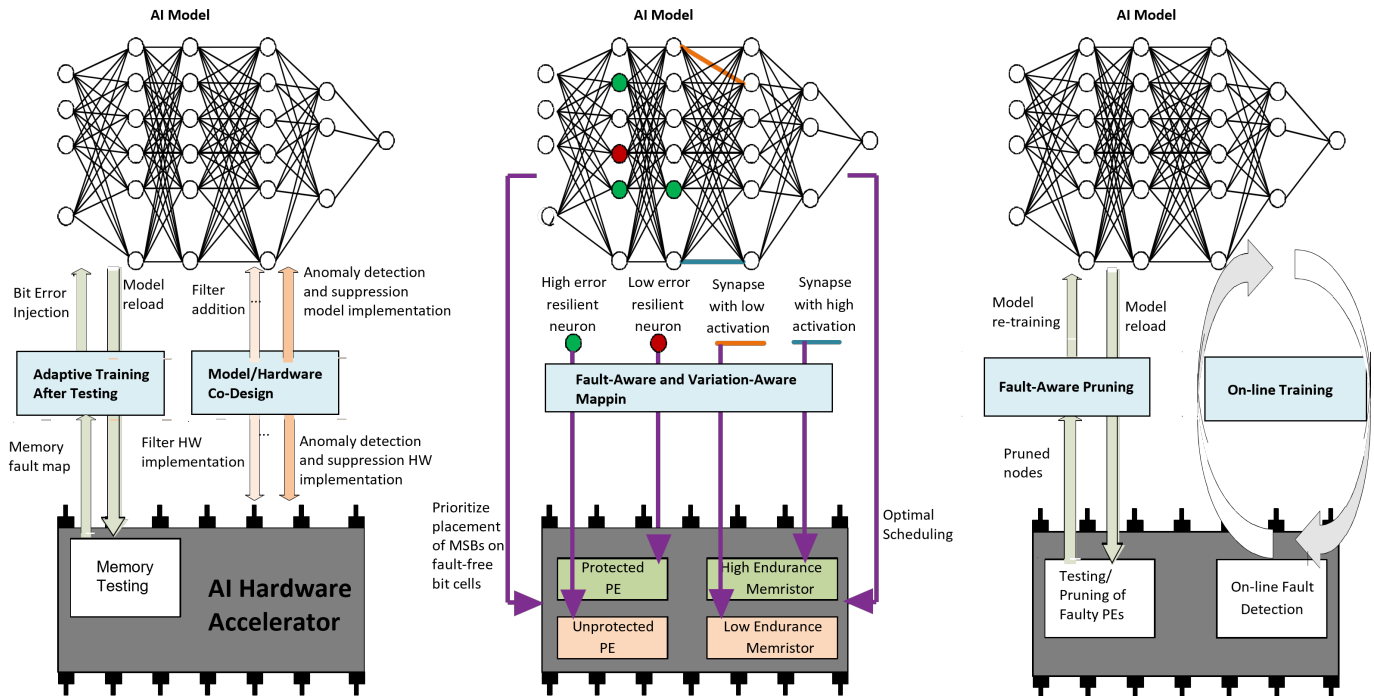 AI Model
Bit Error
Injection
Model
reload
Filter
addition
...
Anomaly detection
and suppression
model implementation
Adaptive Training
After Testing
Model/Hardware
Co-Design
Memory
fault map
Filter HW
implementation
...
Anomaly detection
and suppression HW
implementation
Memory
Testing
AI Hardware
Accelerator
AI Model
High error
resilient
neuron
Low error
resilient
neuron
Synapse
with low
activation
Synapse
with high
activation
Fault-Aware and Variation-Aware
Mappin
Prioritize
placement
of MSBs on
fault-free
bit cells
Optimal
Scheduling
Protected
PE
High Endurance
Memristor
Unprotected
PE
Low Endurance
Memristor
AI Model
Model
re-training
Model
reload
Fault-Aware Pruning
On-line Training
Pruned
nodes
Testing/
Pruning of
Faulty PEs
On-line Fault
Detection